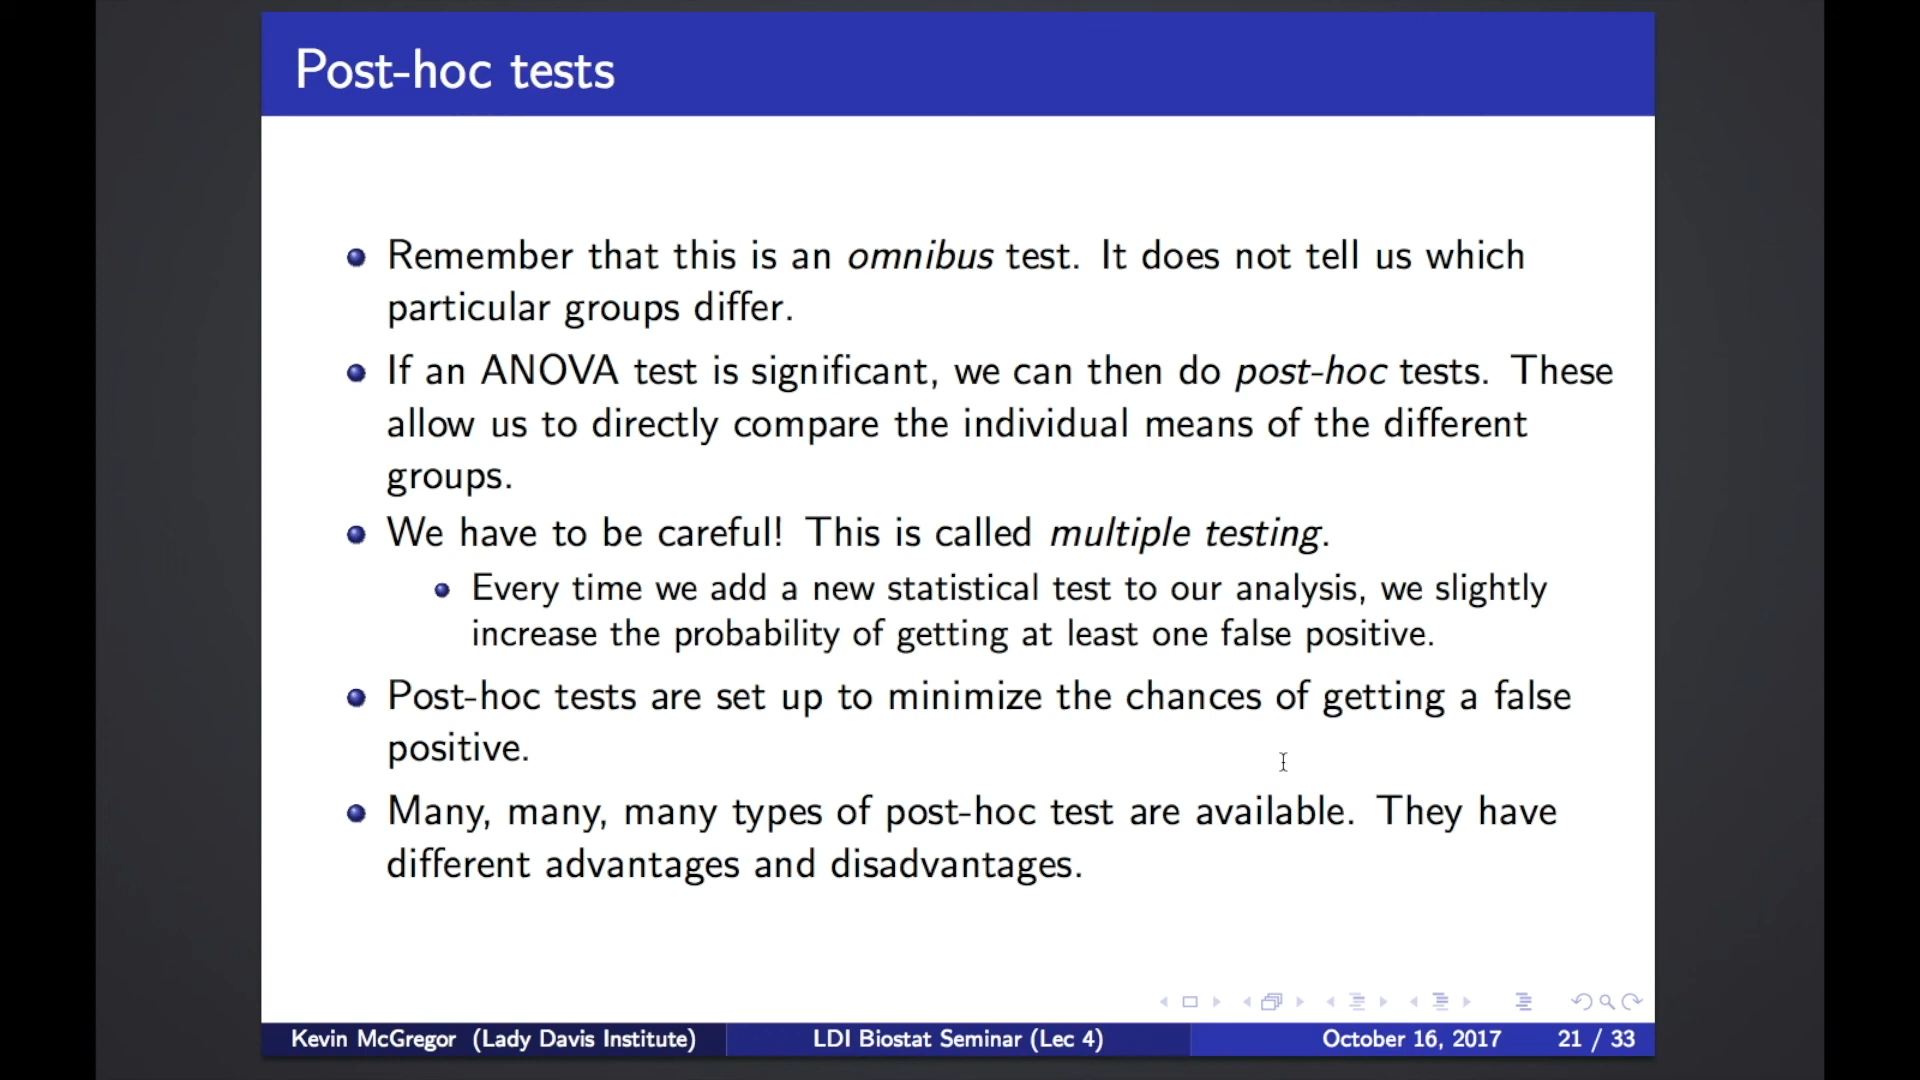 Post-hoc tests
Remember that this is an omnibus test. It does not tell us which
particular groups differ.
If an ANOVA test is significant, we can then do post-hoc tests. These
allow us to directly compare the individual means of the different
groups.
We have to be careful! This is called multiple testing.
Every time we add a new statistical test to our analysis, we slightly
increase the probability of getting at least one false positive.
Post-hoc tests are set up to minimize the chances of getting a false
positive.
Many, many, many types of post-hoc test are available. They have
different advantages and disadvantages.
Kevin McGregor (Lady Davis Institute) LDI Biostat Seminar (Lec 4) October 16, 2017 21 / 33